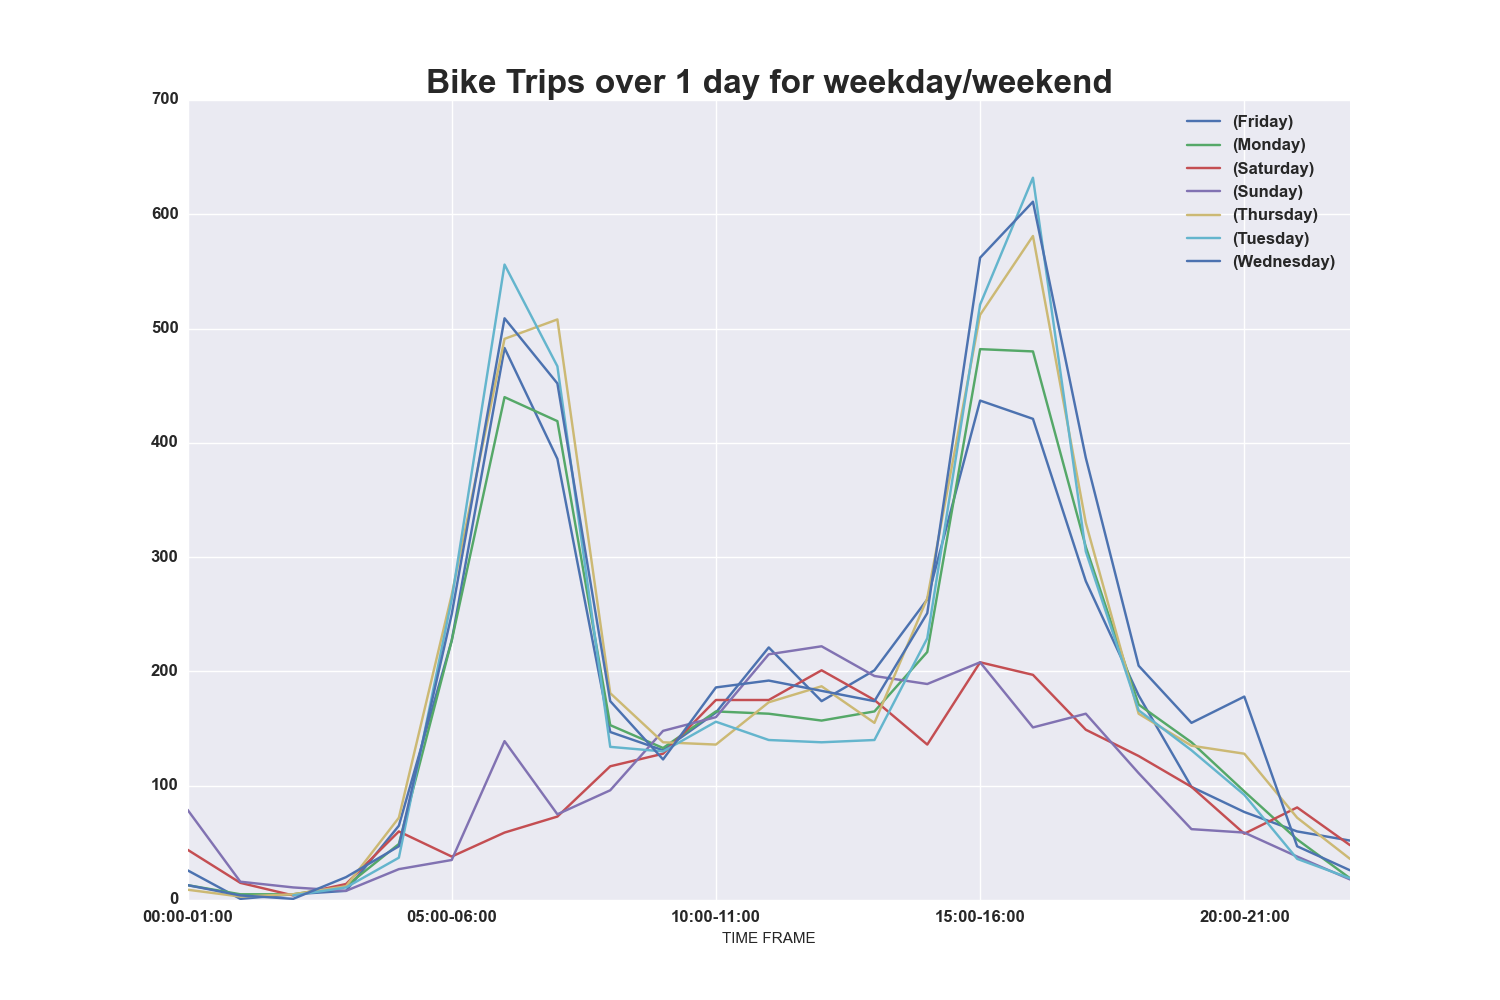 Bike Trips over 1 day for weekday/weekend
700
600
500
400
300
200
100
0
(Friday)
(Monday)
(Saturday)
(Sunday)
(Thursday)
(Tuesday)
(Wednesday)
00:00-01:00 05:00-06:00 10:00-11:00 15:00-16:00 20:00-21:00
TIME FRAME